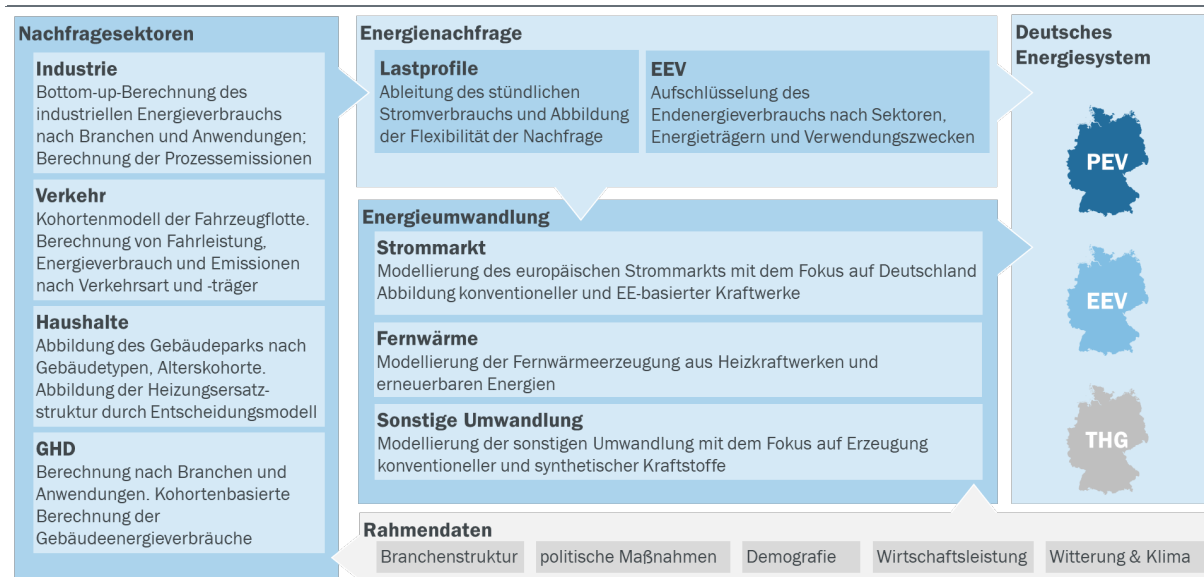 Nachfragesektoren
Industrie
Bottom-up-Berechnung des
industriellen Energieverbrauchs
nach Branchen und Anwendungen;
Berechnung der Prozessemissionen
Verkehr
Kohortenmodell der Fahrzeugflotte.
Berechnung von Fahrleistung,
Energieverbrauch und Emissionen
nach Verkehrsart und -träger
Haushalte
Abbildung des Gebäudeparks nach
Gebäudetypen, Alterskohorte.
Abbildung der Heizungsersatz-
struktur durch Entscheidungsmodell
GHD
Berechnung nach Branchen und
Anwendungen. Kohortenbasierte
Berechnung der
Gebäudeenergieverbräuche
Energienachfrage
Lastprofile
Ableitung des stündlichen
Stromverbrauchs und Abbildung
der Flexibilität der Nachfrage
EEV
Aufschlüsselung des
Endenergieverbrauchs nach Sektoren,
Energieträgern und Verwendungszwecken
Energieumwandlung
Strommarkt
Modellierung des europäischen Strommarkts mit dem Fokus auf Deutschland
Abbildung konventioneller und EE-basierter Kraftwerke
Fernwärme
Modellierung der Fernwärmeerzeugung aus Heizkraftwerken und
erneuerbaren Energien
Sonstige Umwandlung
Modellierung der sonstigen Umwandlung mit dem Fokus auf Erzeugung
konventioneller und synthetischer Kraftstoffe
Deutsches
Energiesystem
PEV
EEV
THG
Rahmendaten
Branchenstruktur
politische Maßnahmen
Demografie
Wirtschaftsleistung
Witterung & Klima